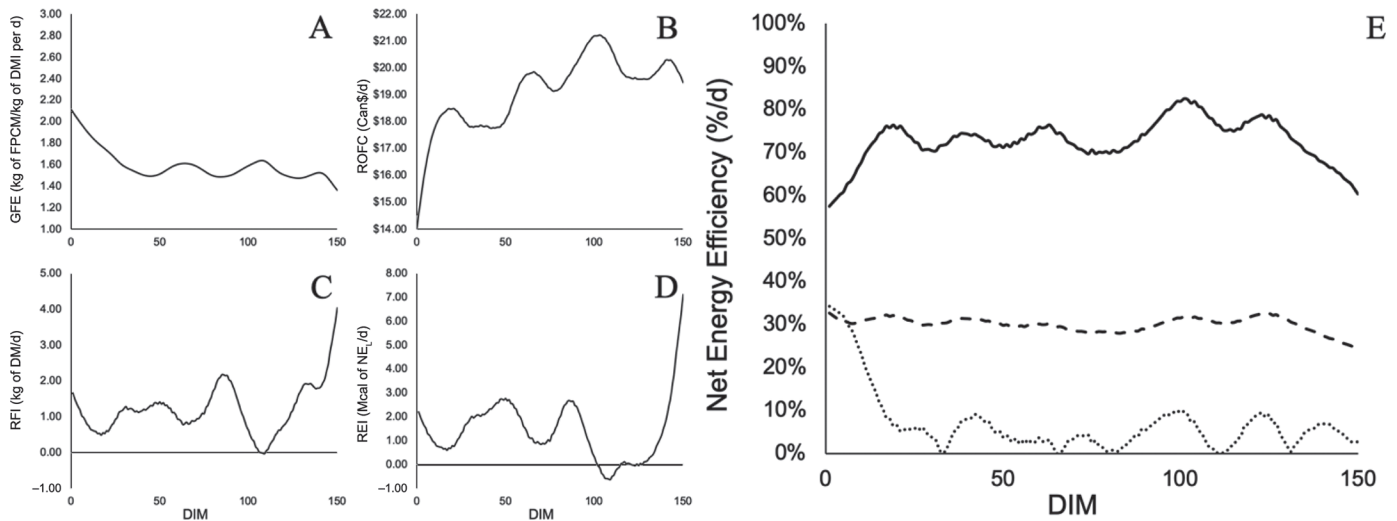 A
GFE (kg of FPCM/kg of DMI per d)
3.00
2.80
2.60
2.40
2.20
2.00
1.80
1.60
1.40
1.20
1.00
0 50 100 150
B
ROFC (Can$/d)
$22.00
$21.00
$20.00
$19.00
$18.00
$17.00
$16.00
$15.00
$14.00
0 50 100 150
C
RFI (kg of DM/d)
5.00
4.00
3.00
2.00
1.00
0.00
–1.00
0 50 100 150
DIM
D
REI (Mcal of NEL/d)
8.00
7.00
6.00
5.00
4.00
3.00
2.00
1.00
0.00
–1.00
0 50 100 150
DIM
E
Net Energy Efficiency (%/d)
100%
90%
80%
70%
60%
50%
40%
30%
20%
10%
0%
0 50 100 150
DIM